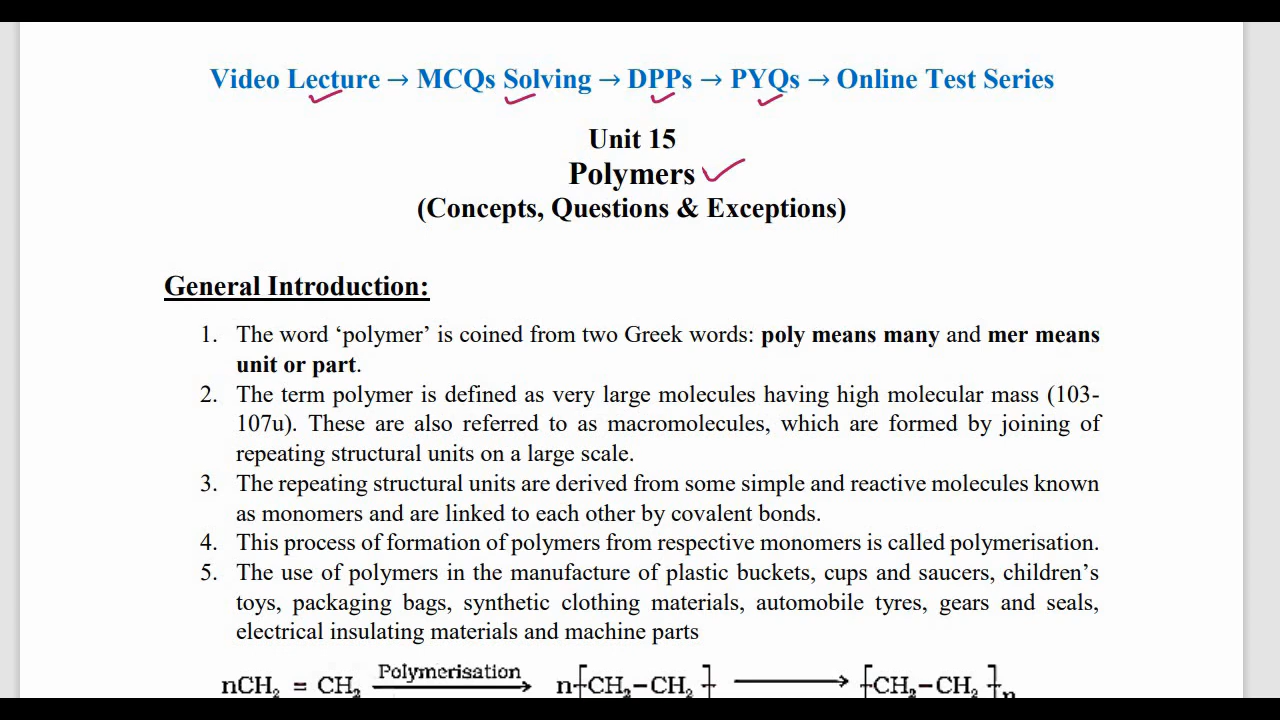 Video Lecture → MCQs Solving → DPPs → PYQs → Online Test Series
Unit 15
Polymers
(Concepts, Questions & Exceptions)
General Introduction:
1. The word ‘polymer’ is coined from two Greek words: poly means many and mer means
unit or part.
2. The term polymer is defined as very large molecules having high molecular mass (103-
107u). These are also referred to as macromolecules, which are formed by joining of
repeating structural units on a large scale.
3. The repeating structural units are derived from some simple and reactive molecules known
as monomers and are linked to each other by covalent bonds.
4. This process of formation of polymers from respective monomers is called polymerisation.
5. The use of polymers in the manufacture of plastic buckets, cups and saucers, children’s
toys, packaging bags, synthetic clothing materials, automobile tyres, gears and seals,
electrical insulating materials and machine parts
Polymerisation
nCH₂ = CH₂ → n-[CH₂–CH₂]- → -[CH₂–CH₂]-n